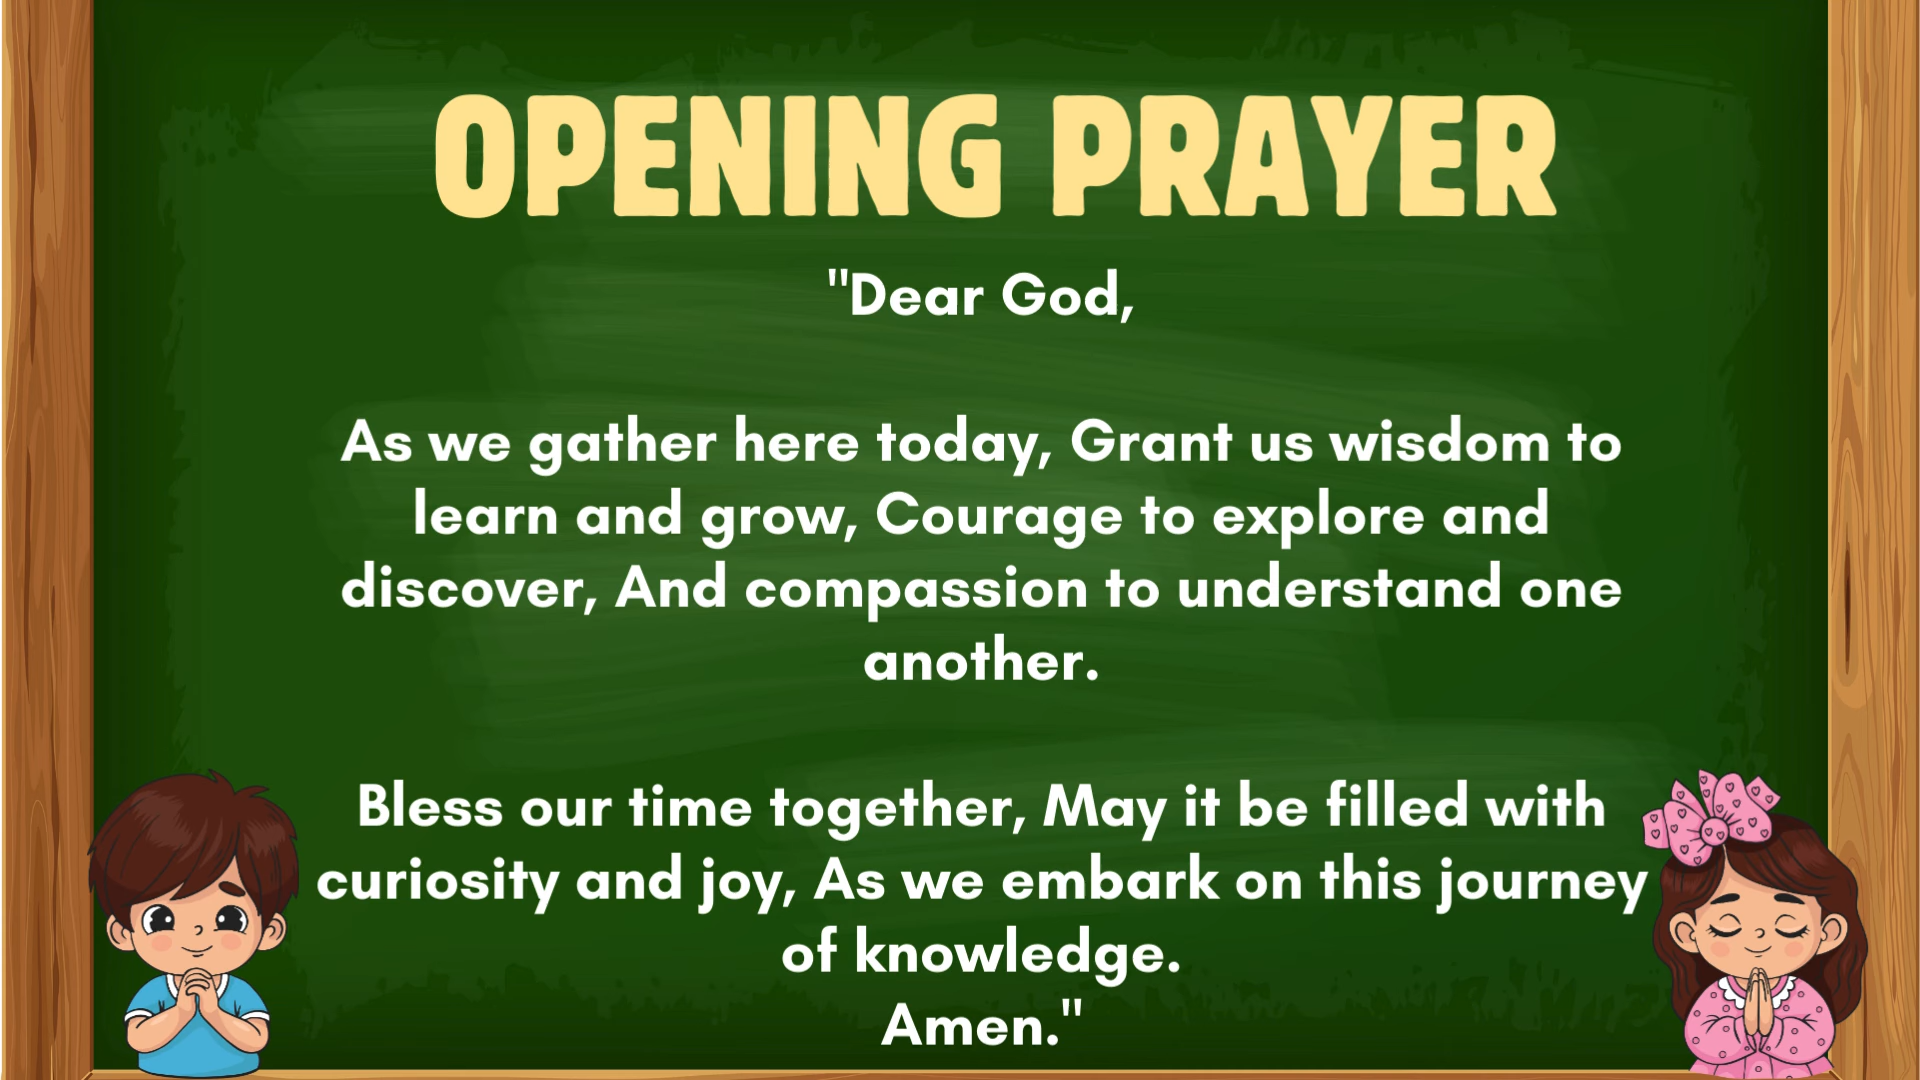 OPENING PRAYER
"Dear God,
As we gather here today, Grant us wisdom to
learn and grow, Courage to explore and
discover, And compassion to understand one
another.
Bless our time together, May it be filled with
curiosity and joy, As we embark on this journey
of knowledge.
Amen."